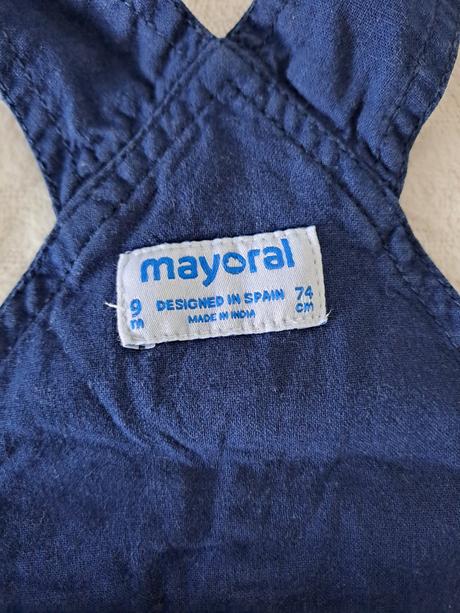 mayoral
9 DESIGNED IN SPAIN 74
m MADE IN INDIA cm